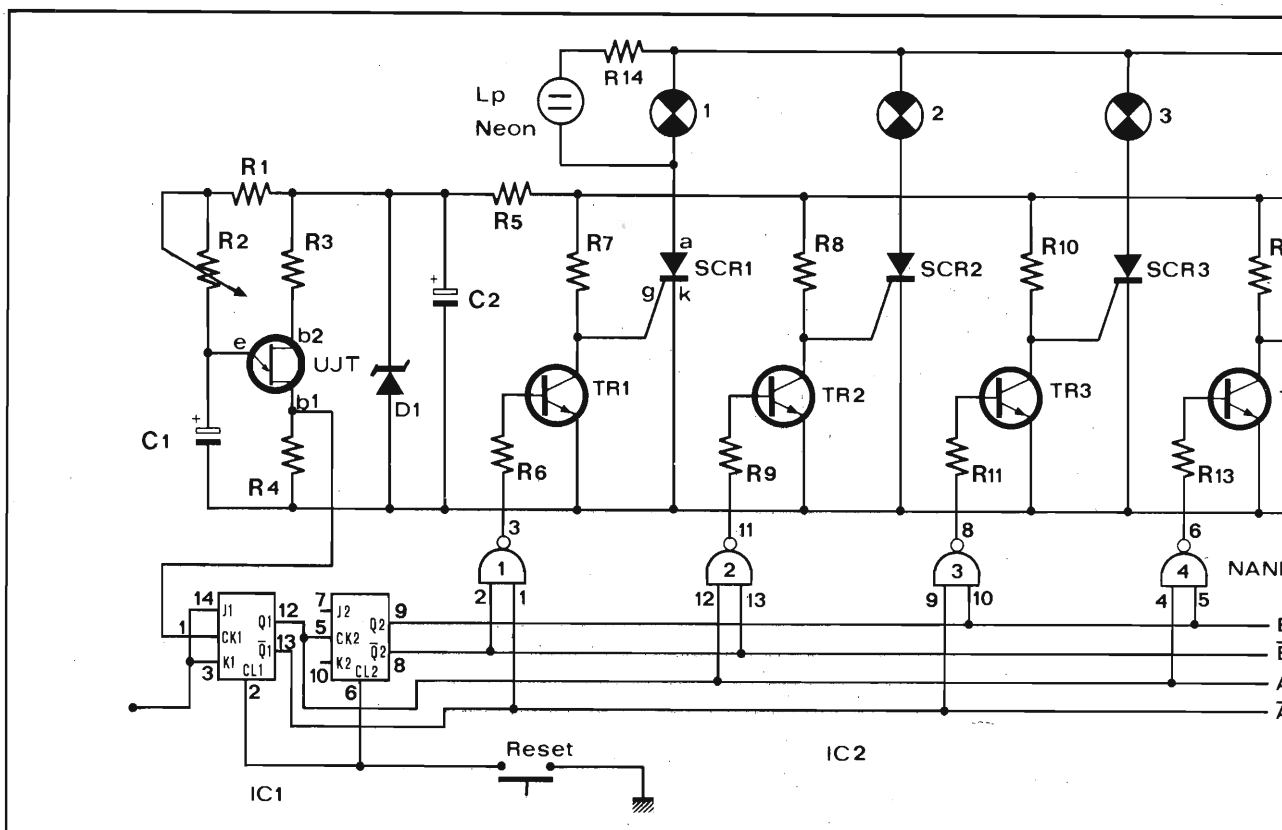 R14
Lp
Neon
1
2
3
R1
R5
R2
R3
R7
a
SCR1
g
k
R8
SCR2
R10
SCR3
R
+
C2
e
b2
UJT
b1
D1
+
C1
R4
TR1
R6
TR2
R9
TR3
R11
R13
3
1
2
1
11
2
12
13
8
3
9
10
6
4
4
5
NAN
14
J1
Q1
12
1
CK1
Q̅1
13
3
K1
CL1
2
7
J2
Q2
9
5
CK2
Q̅2
8
10
K2
CL2
6
A
Reset
IC1
IC2